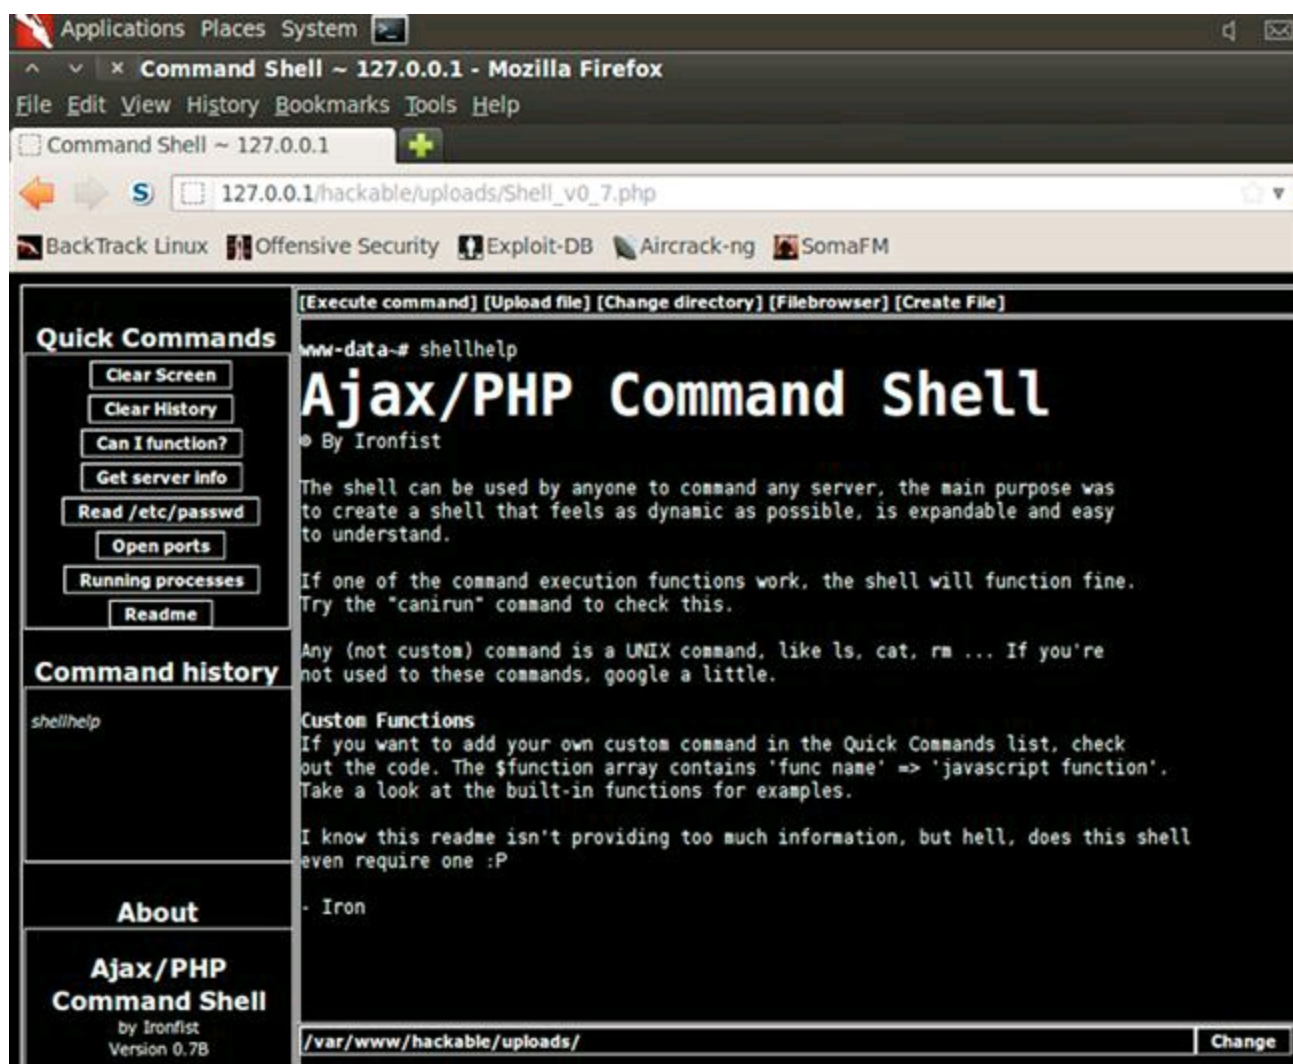 Applications Places System
Command Shell ~ 127.0.0.1 - Mozilla Firefox
File Edit View History Bookmarks Tools Help
Command Shell ~ 127.0.0.1
127.0.0.1/hackable/uploads/Shell_v0_7.php
BackTrack Linux Offensive Security Exploit-DB Aircrack-ng SomaFM
[Execute command] [Upload file] [Change directory] [Filebrowser] [Create File]
Quick Commands
Clear Screen
Clear History
Can I function?
Get server info
Read /etc/passwd
Open ports
Running processes
Readme
Command history
shellhelp
About
Ajax/PHP
Command Shell
by Ironfist
Version 0.7B
www-data~# shellhelp
Ajax/PHP Command Shell
© By Ironfist
The shell can be used by anyone to command any server, the main purpose was
to create a shell that feels as dynamic as possible, is expandable and easy
to understand.
If one of the command execution functions work, the shell will function fine.
Try the "canirun" command to check this.
Any (not custom) command is a UNIX command, like ls, cat, rm ... If you're
not used to these commands, google a little.
Custom Functions
If you want to add your own custom command in the Quick Commands list, check
out the code. The $function array contains 'func name' => 'javascript function'.
Take a look at the built-in functions for examples.
I know this readme isn't providing too much information, but hell, does this shell
even require one :P
- Iron
/var/www/hackable/uploads/
Change